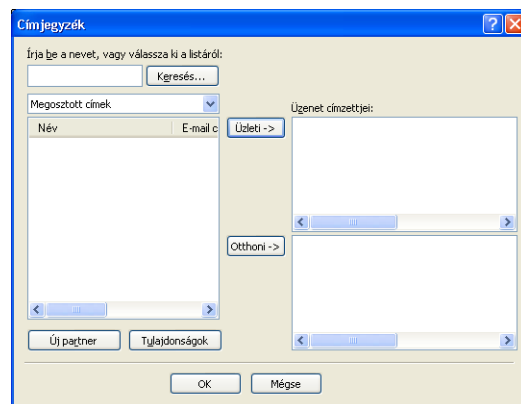 Címjegyzék
Írja be a nevet, vagy válassza ki a listáról:
Keresés...
Megosztott címek
Üzenet címzettjei:
Név E-mail c
Üzleti ->
Otthoni ->
Új partner Tulajdonságok
OK Mégse